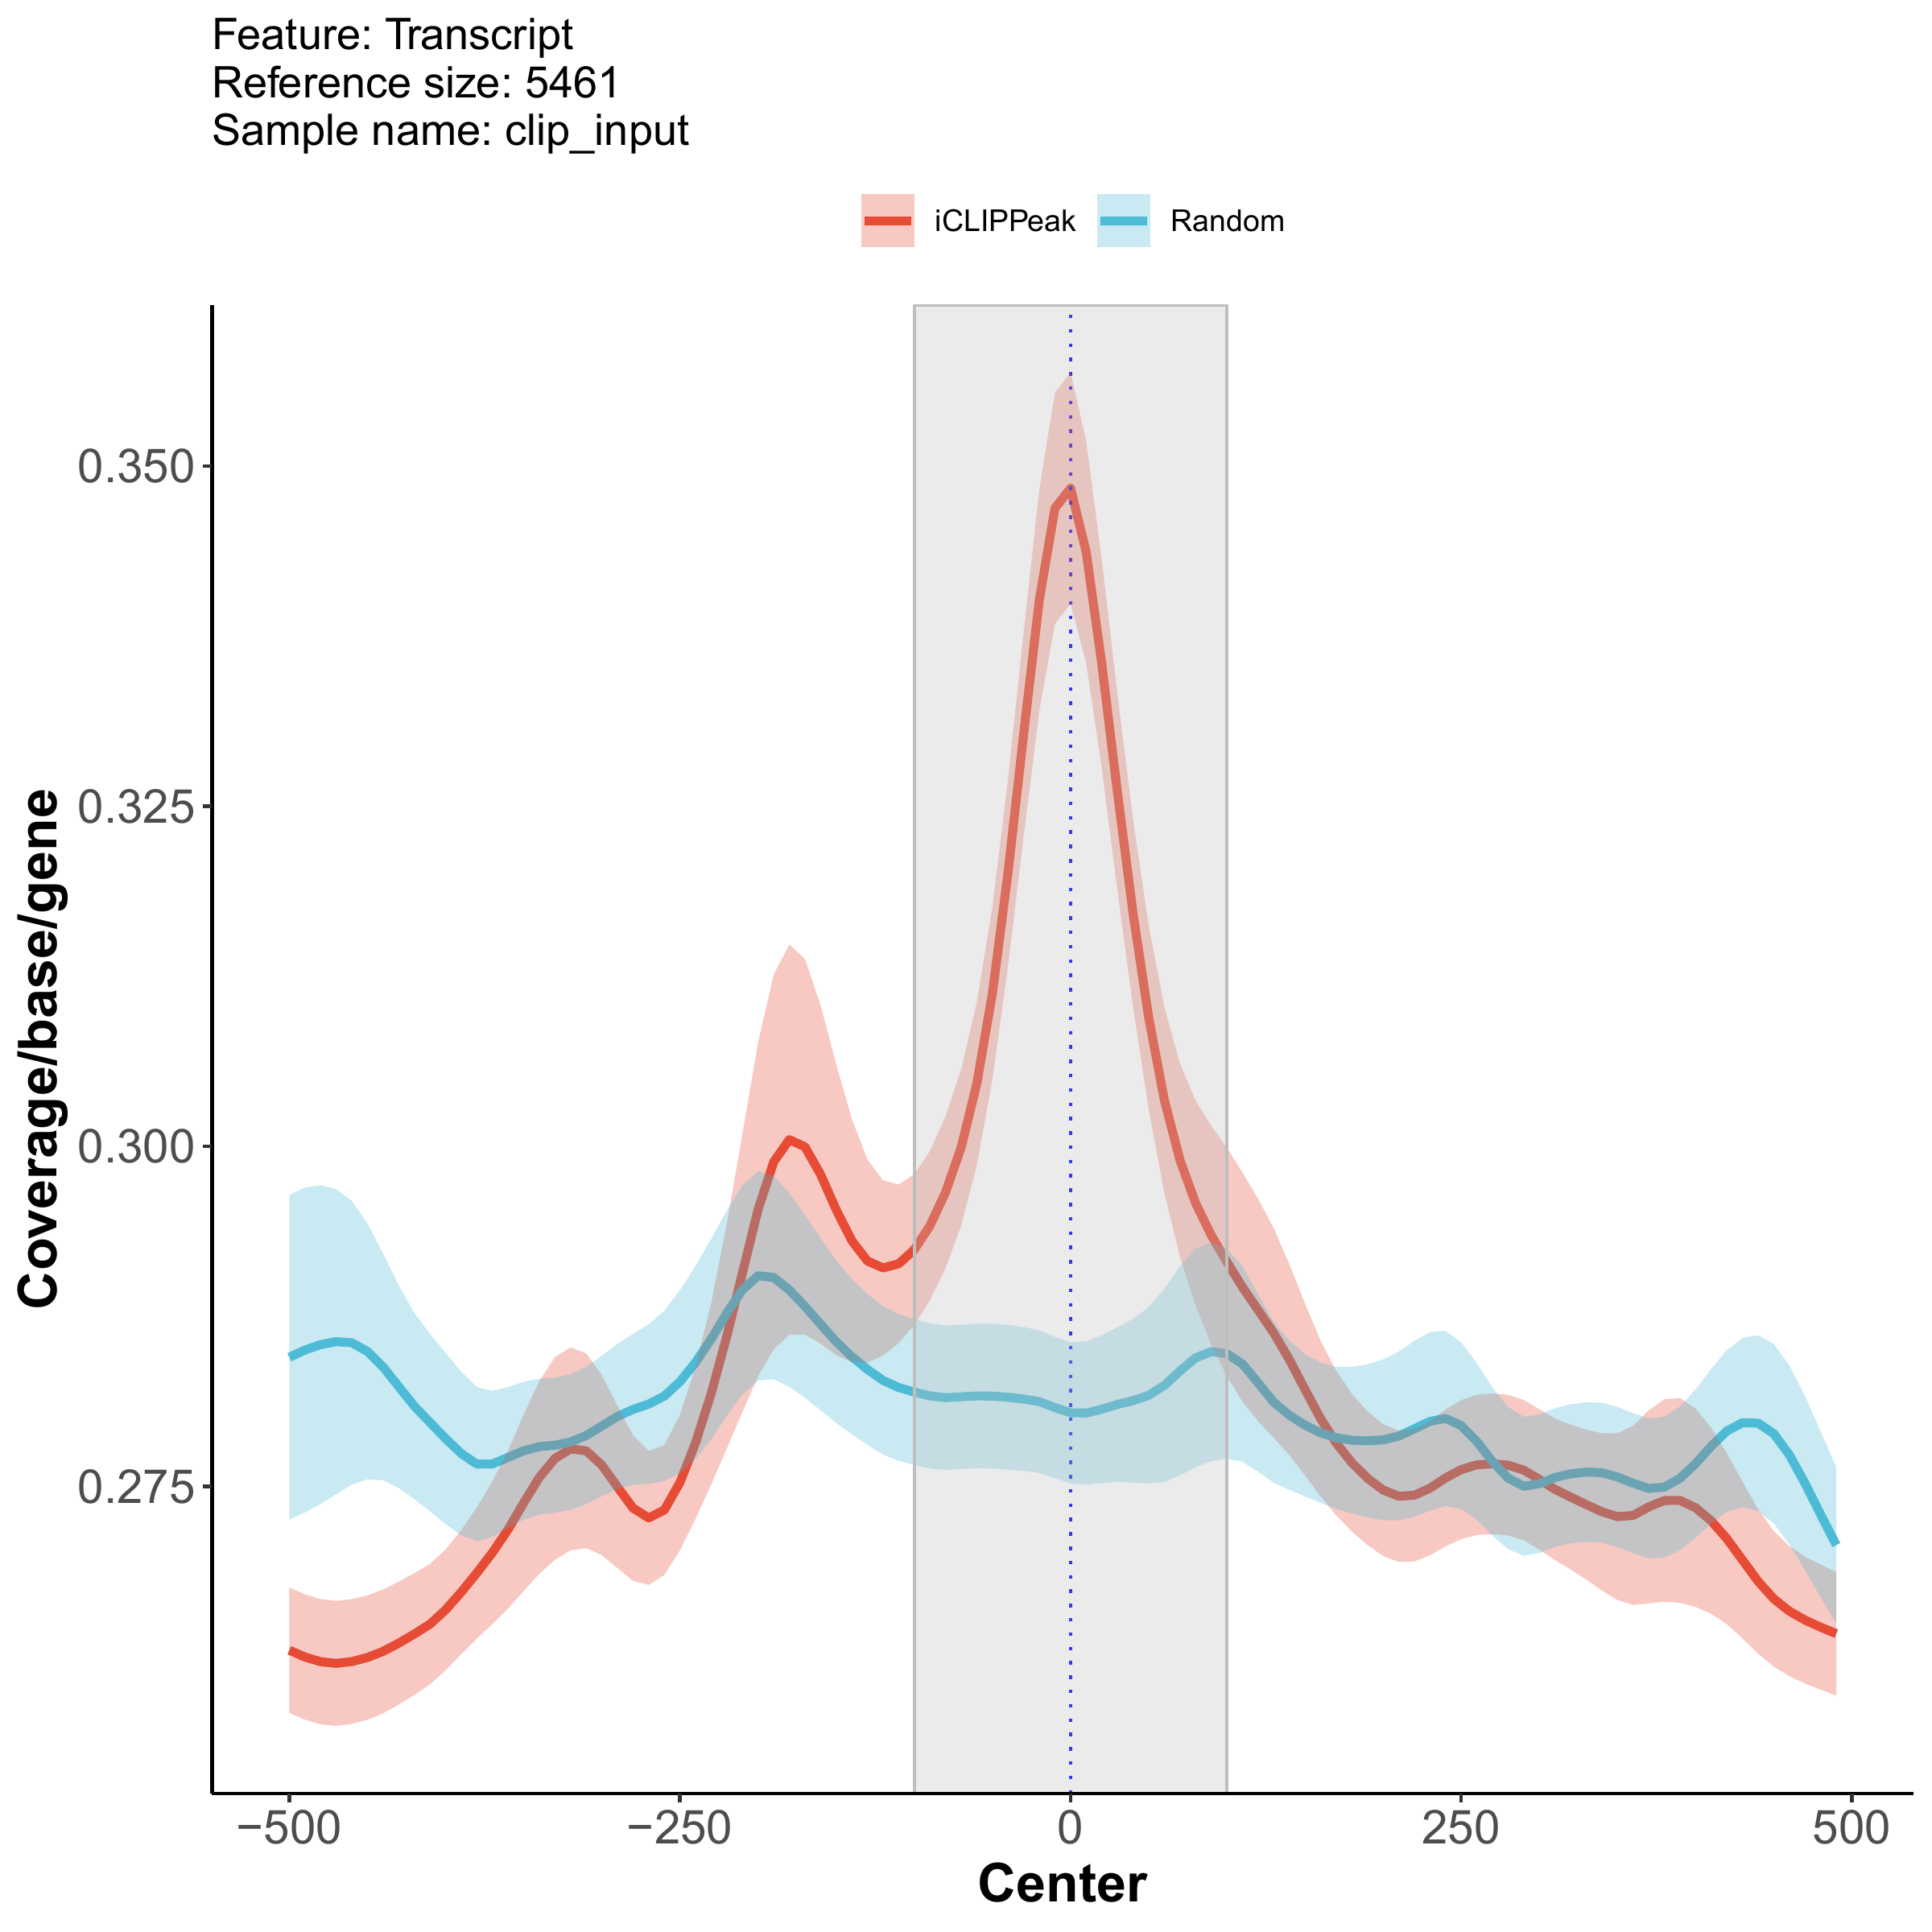 Feature: Transcript
Reference size: 5461
Sample name: clip_input
iCLIPPeak Random
Coverage/base/gene
0.350
0.325
0.300
0.275
−500 −250 0 250 500
Center